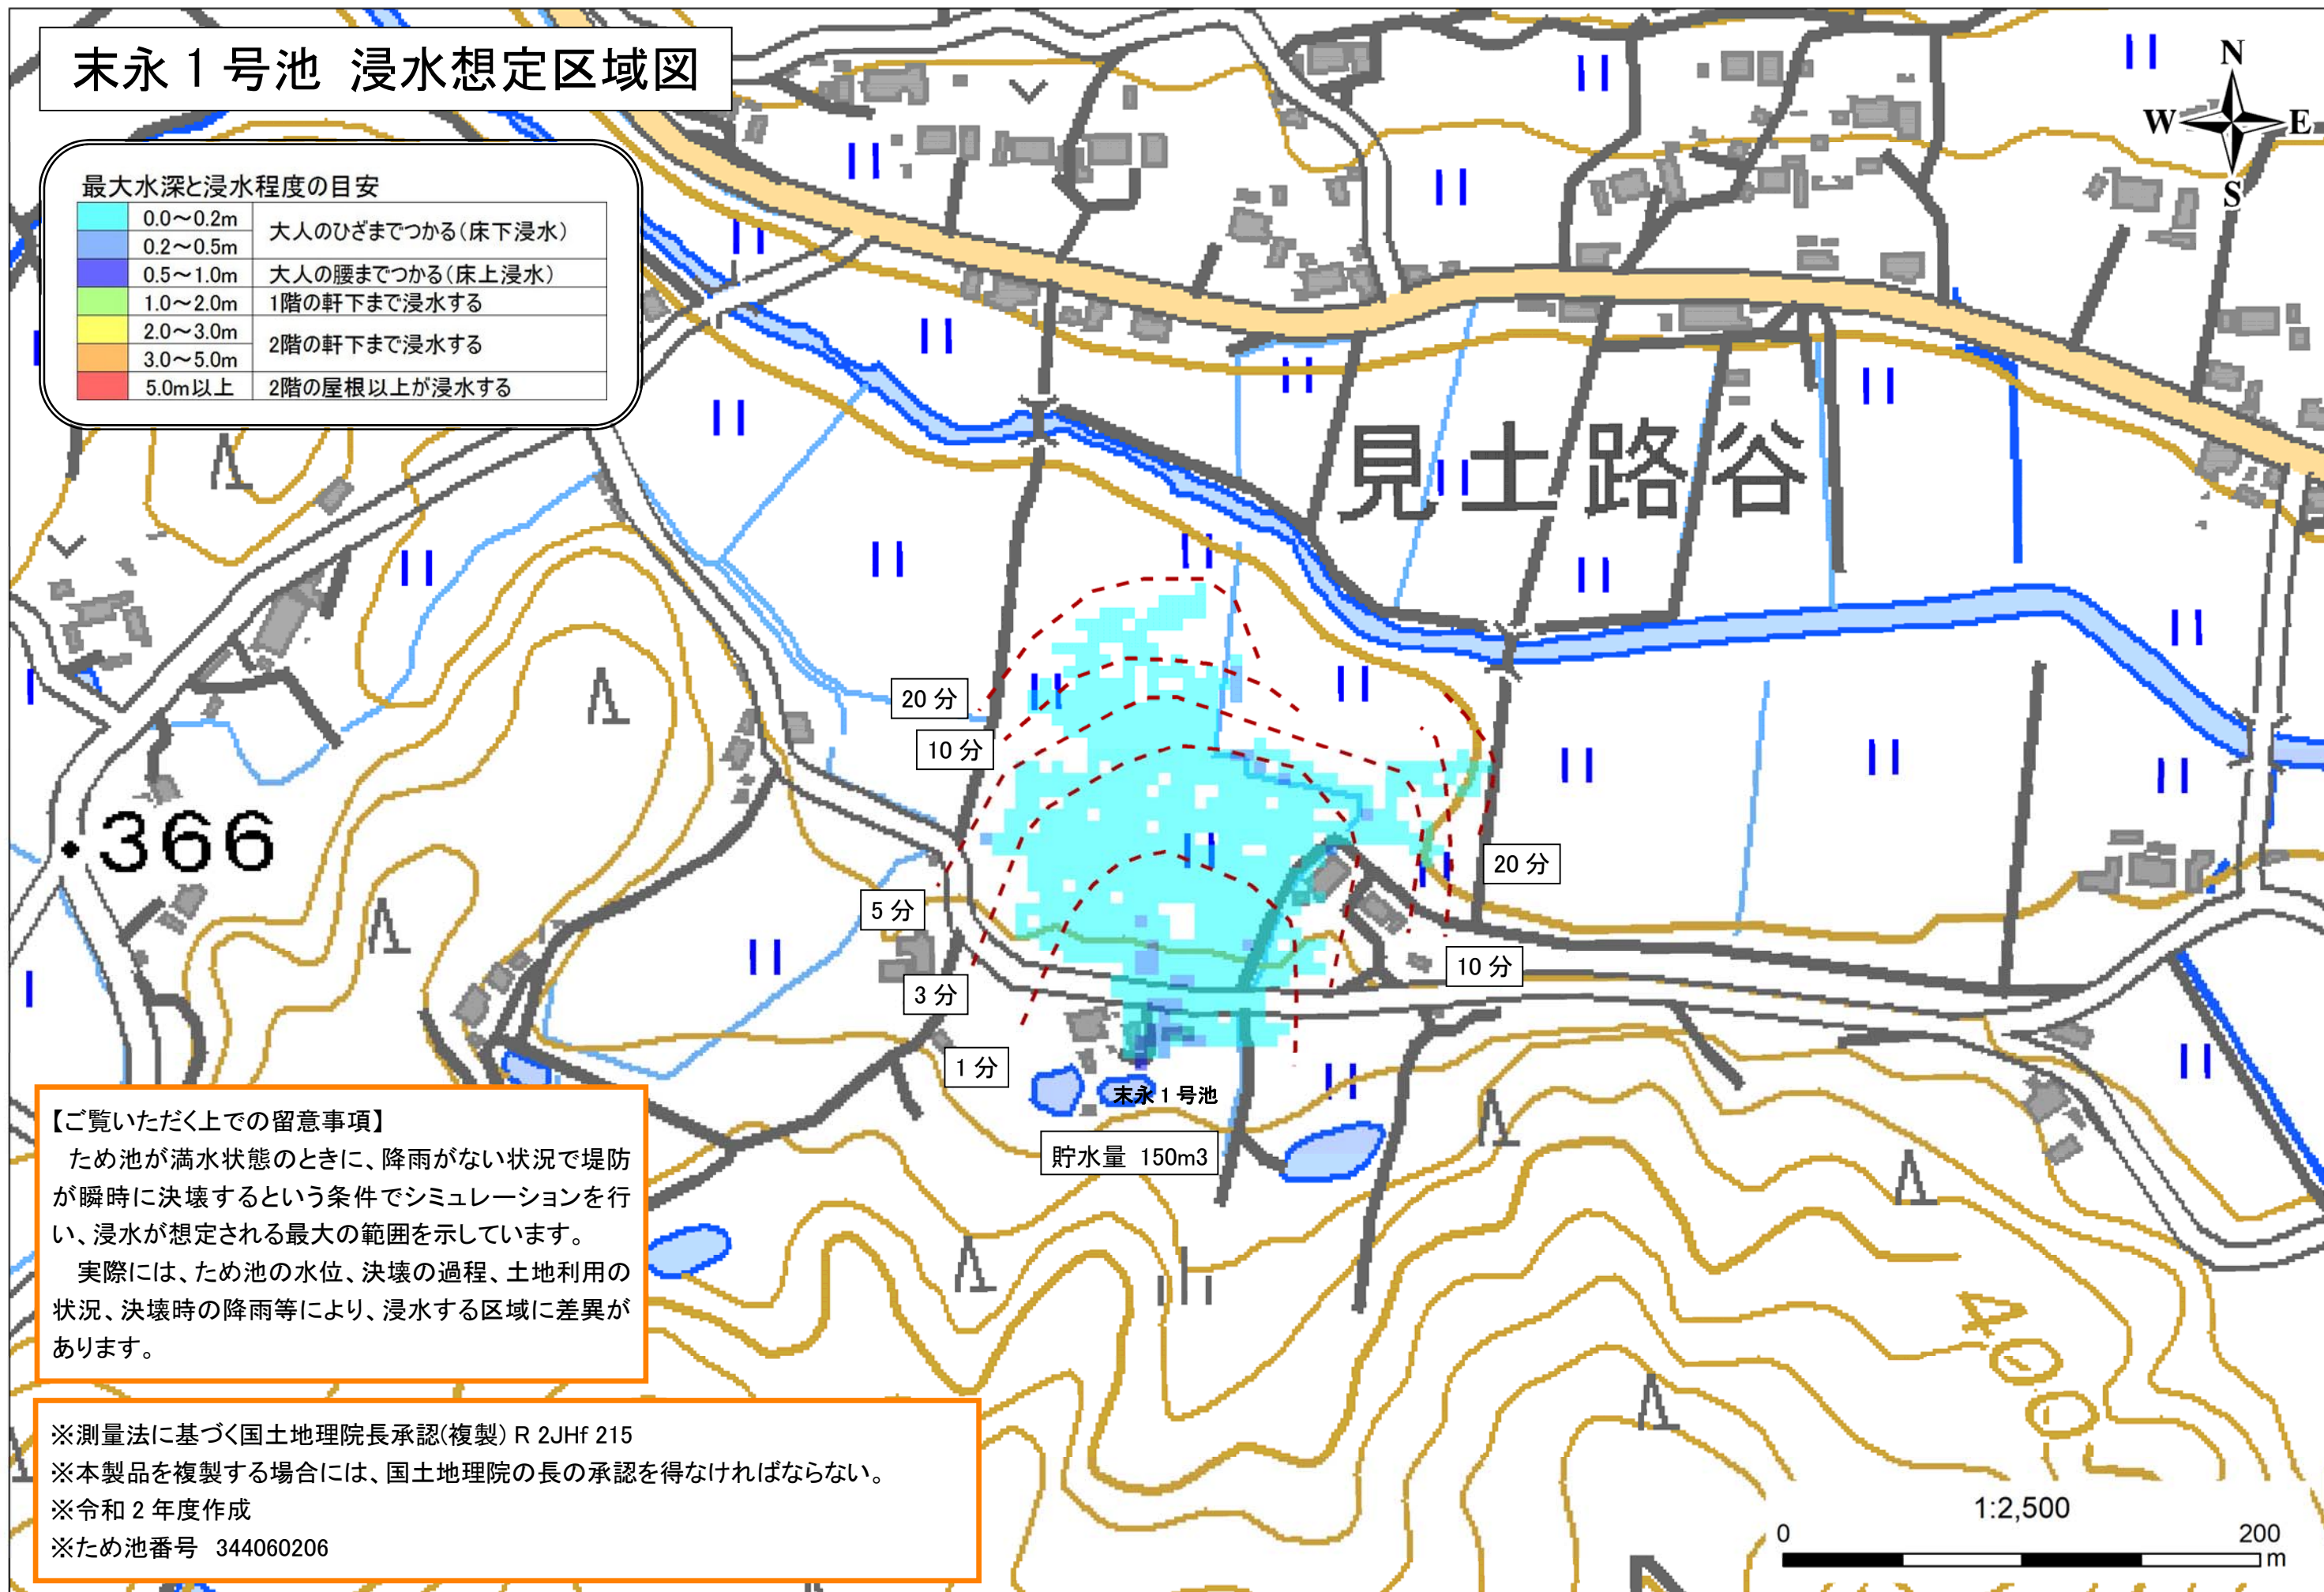 末永１号池 浸水想定区域図
N
W
E
S
最大水深と浸水程度の目安
0.0～0.2m
大人のひざまでつかる(床下浸水)
0.2～0.5m
0.5～1.0m
大人の腰までつかる(床上浸水)
1.0～2.0m
1階の軒下まで浸水する
2.0～3.0m
2階の軒下まで浸水する
3.0～5.0m
5.0m以上
2階の屋根以上が浸水する
見土路谷
20 分
10 分
366
20 分
5 分
10 分
3 分
1 分
末永１号池
貯水量 150m3
【ご覧いただく上での留意事項】
ため池が満水状態のときに、降雨がない状況で堤防
が瞬時に決壊するという条件でシミュレーションを行
い、浸水が想定される最大の範囲を示しています。
実際には、ため池の水位、決壊の過程、土地利用の
状況、決壊時の降雨等により、浸水する区域に差異が
あります。
400
※測量法に基づく国土地理院長承認(複製) R 2JHf 215
※本製品を複製する場合には、国土地理院の長の承認を得なければならない。
※令和 2 年度作成
※ため池番号 344060206
1:2,500
0
200
m